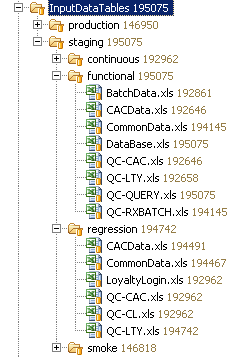 InputDataTables 195075
production 146950
staging 195075
continuous 192962
functional 195075
BatchData.xls 192861
CACData.xls 192646
CommonData.xls 194145
DataBase.xls 195075
QC-CAC.xls 192646
QC-LTY.xls 192658
QC-QUERY.xls 195075
QC-RXBATCH.xls 194145
regression 194742
CACData.xls 194491
CommonData.xls 194467
LoyaltyLogin.xls 192962
QC-CAC.xls 192962
QC-CL.xls 192962
QC-LTY.xls 194742
smoke 146818